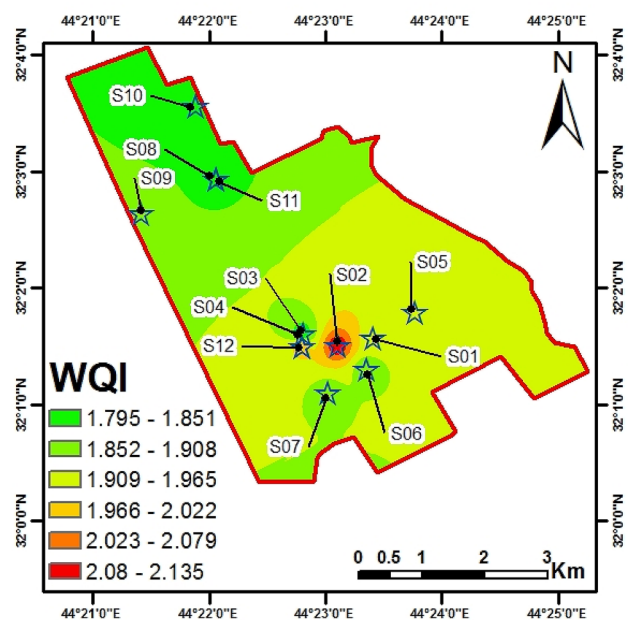 44°21'0"E 44°22'0"E 44°23'0"E 44°24'0"E 44°25'0"E
32°4'0"N 32°4'0"N
N
S10
S08
32°3'0"N 32°3'0"N
S09
S11
S03 S02 S05
32°2'0"N 32°2'0"N
S04
S12 S01
WQI
32°1'0"N 32°1'0"N
1.795 - 1.851
S07 S06
1.852 - 1.908
1.909 - 1.965
1.966 - 2.022
32°0'0"N 32°0'0"N
2.023 - 2.079
0 0.5 1 2 3
2.08 - 2.135 Km
44°21'0"E 44°22'0"E 44°23'0"E 44°24'0"E 44°25'0"E